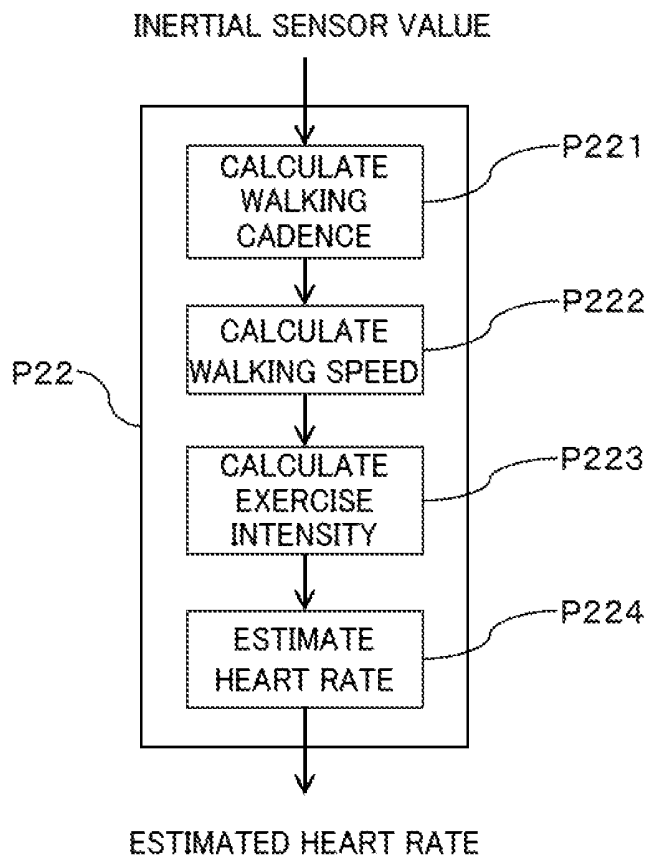 INERTIAL SENSOR VALUE
CALCULATE
WALKING
CADENCE
P221
CALCULATE
WALKING SPEED
P222
P22
CALCULATE
EXERCISE
INTENSITY
P223
ESTIMATE
HEART RATE
P224
ESTIMATED HEART RATE